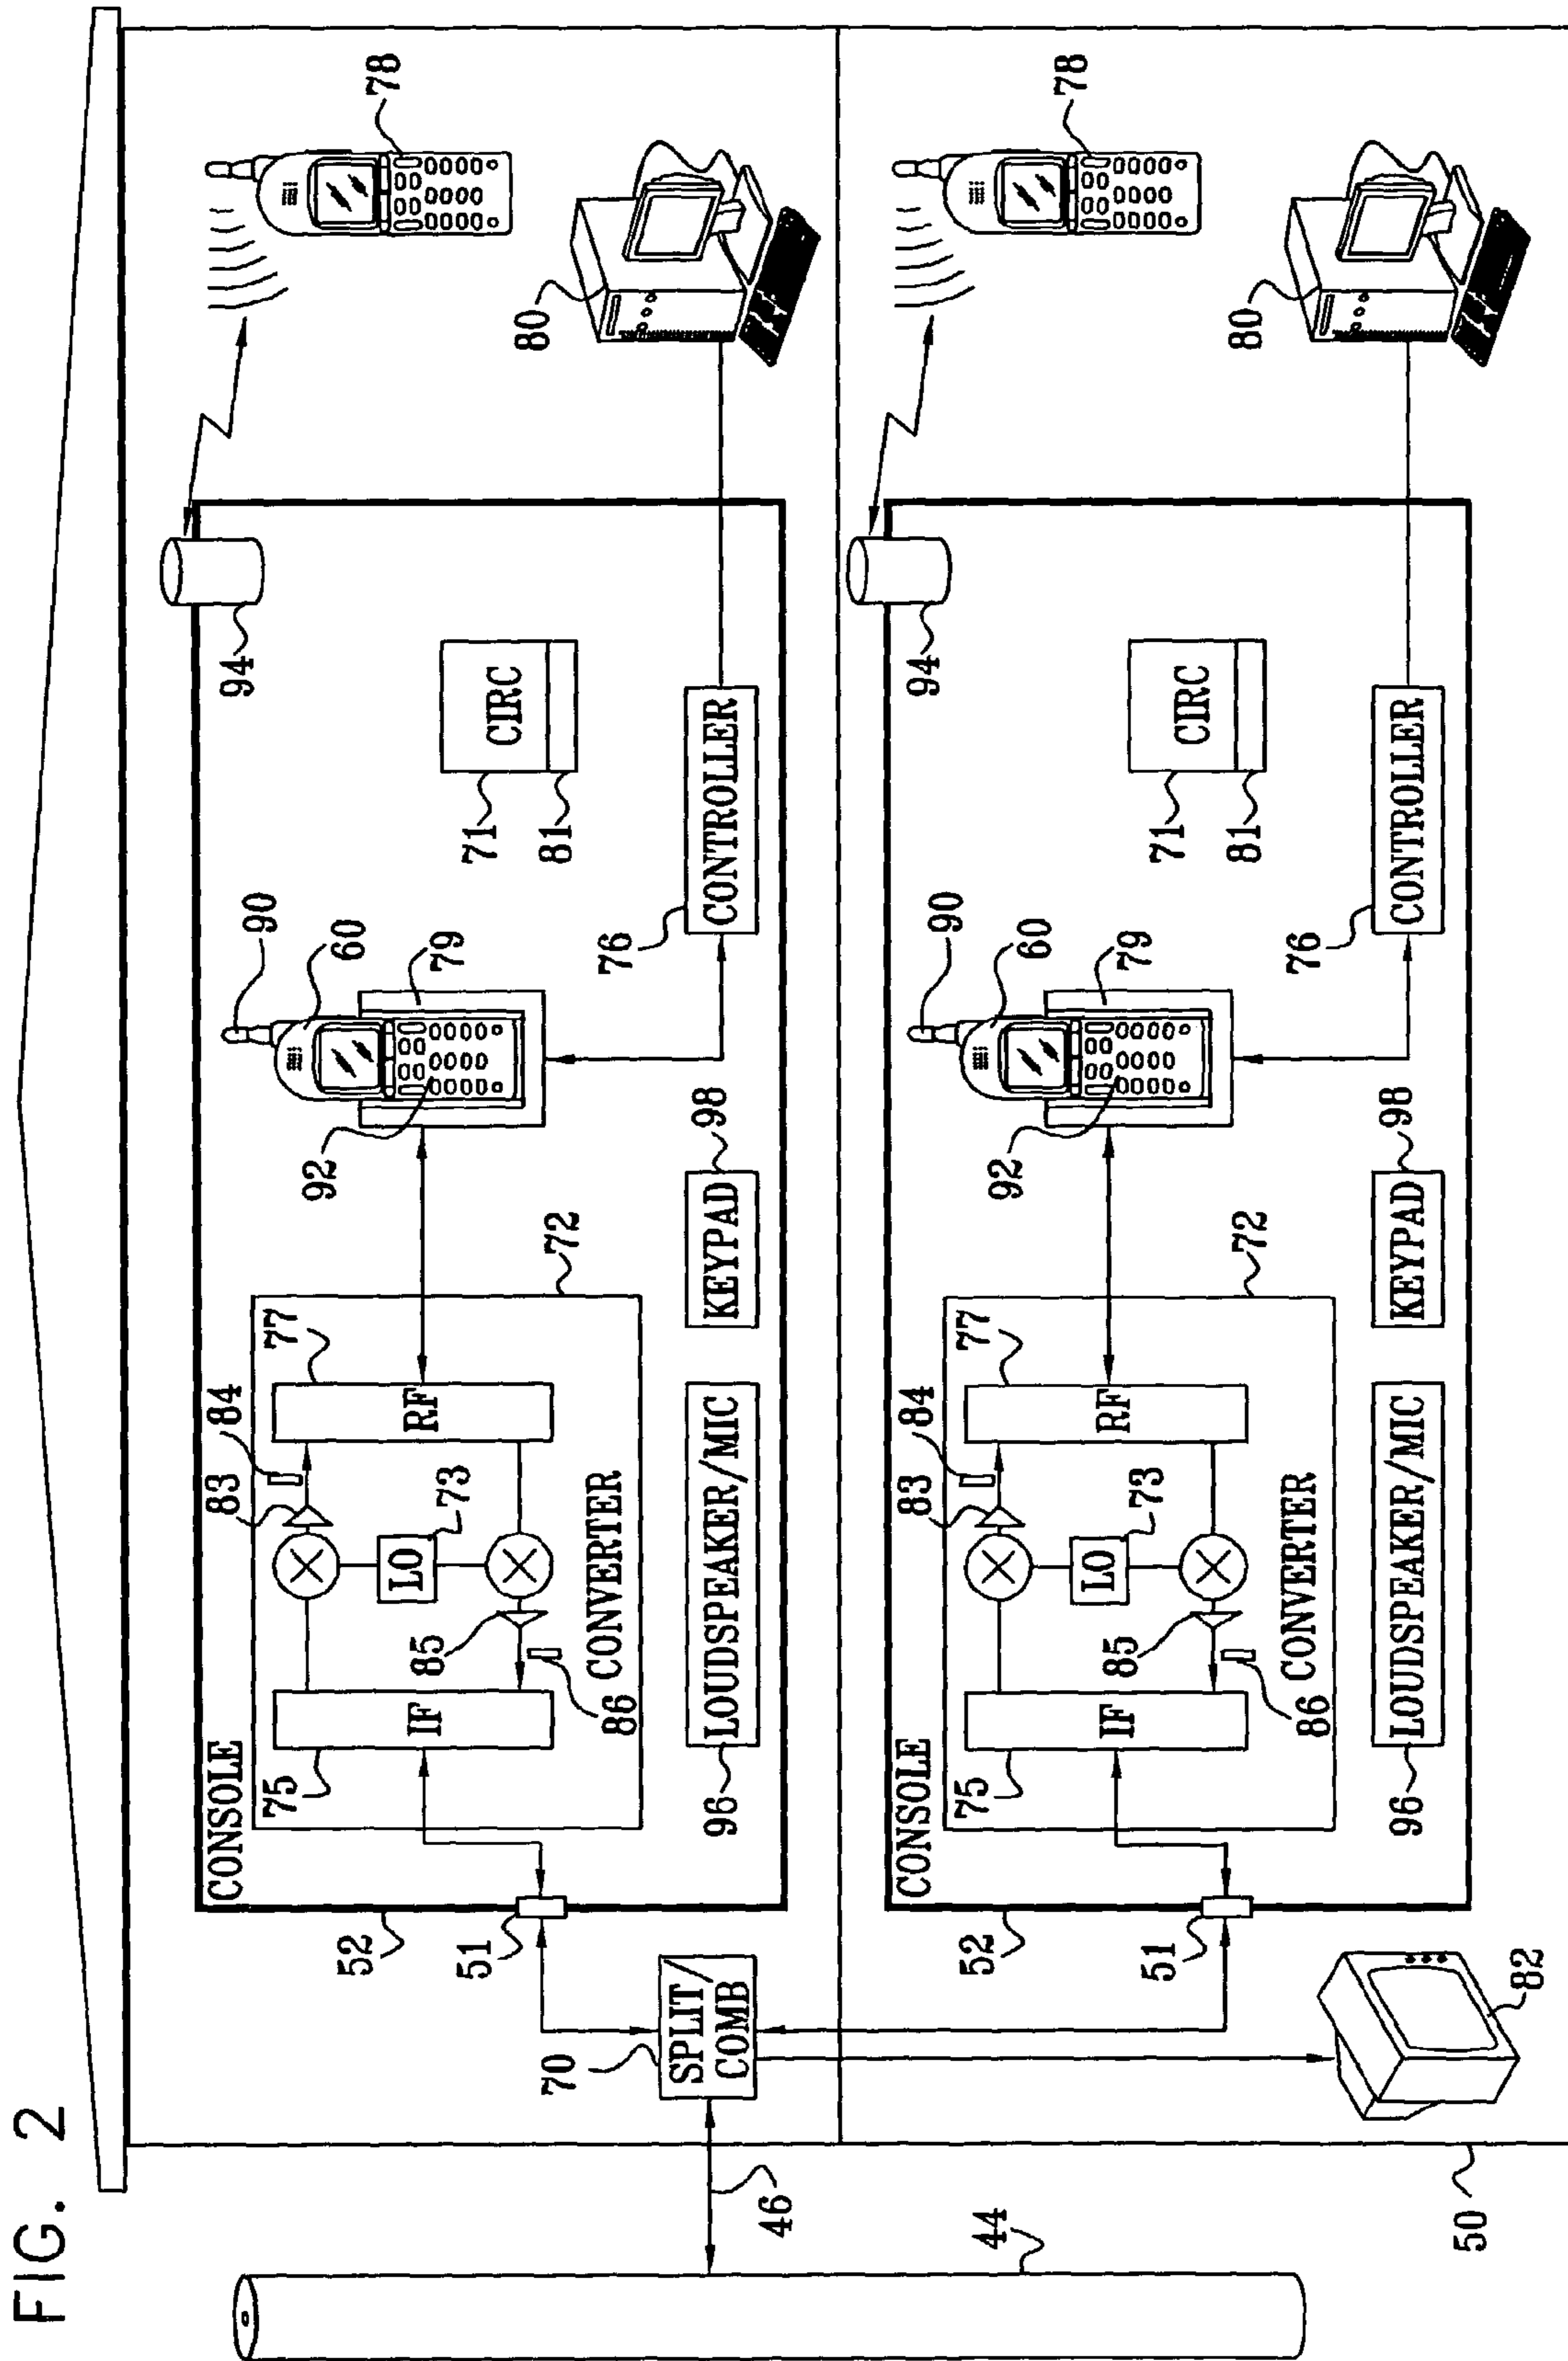 FIG. 2
CONSOLE
94
78
90
60
83
84
77
75
LO
73
IF
RF
85
86
CONVERTER
72
92
79
CIRC
71
81
80
52
51
96
LOUDSPEAKER/MIC
KEYPAD
98
76
CONTROLLER
70
SPLIT/
COMB
46
44
CONSOLE
94
78
90
60
83
84
77
75
LO
73
IF
RF
85
86
CONVERTER
72
92
79
CIRC
71
81
80
52
51
96
LOUDSPEAKER/MIC
KEYPAD
98
76
CONTROLLER
82
50